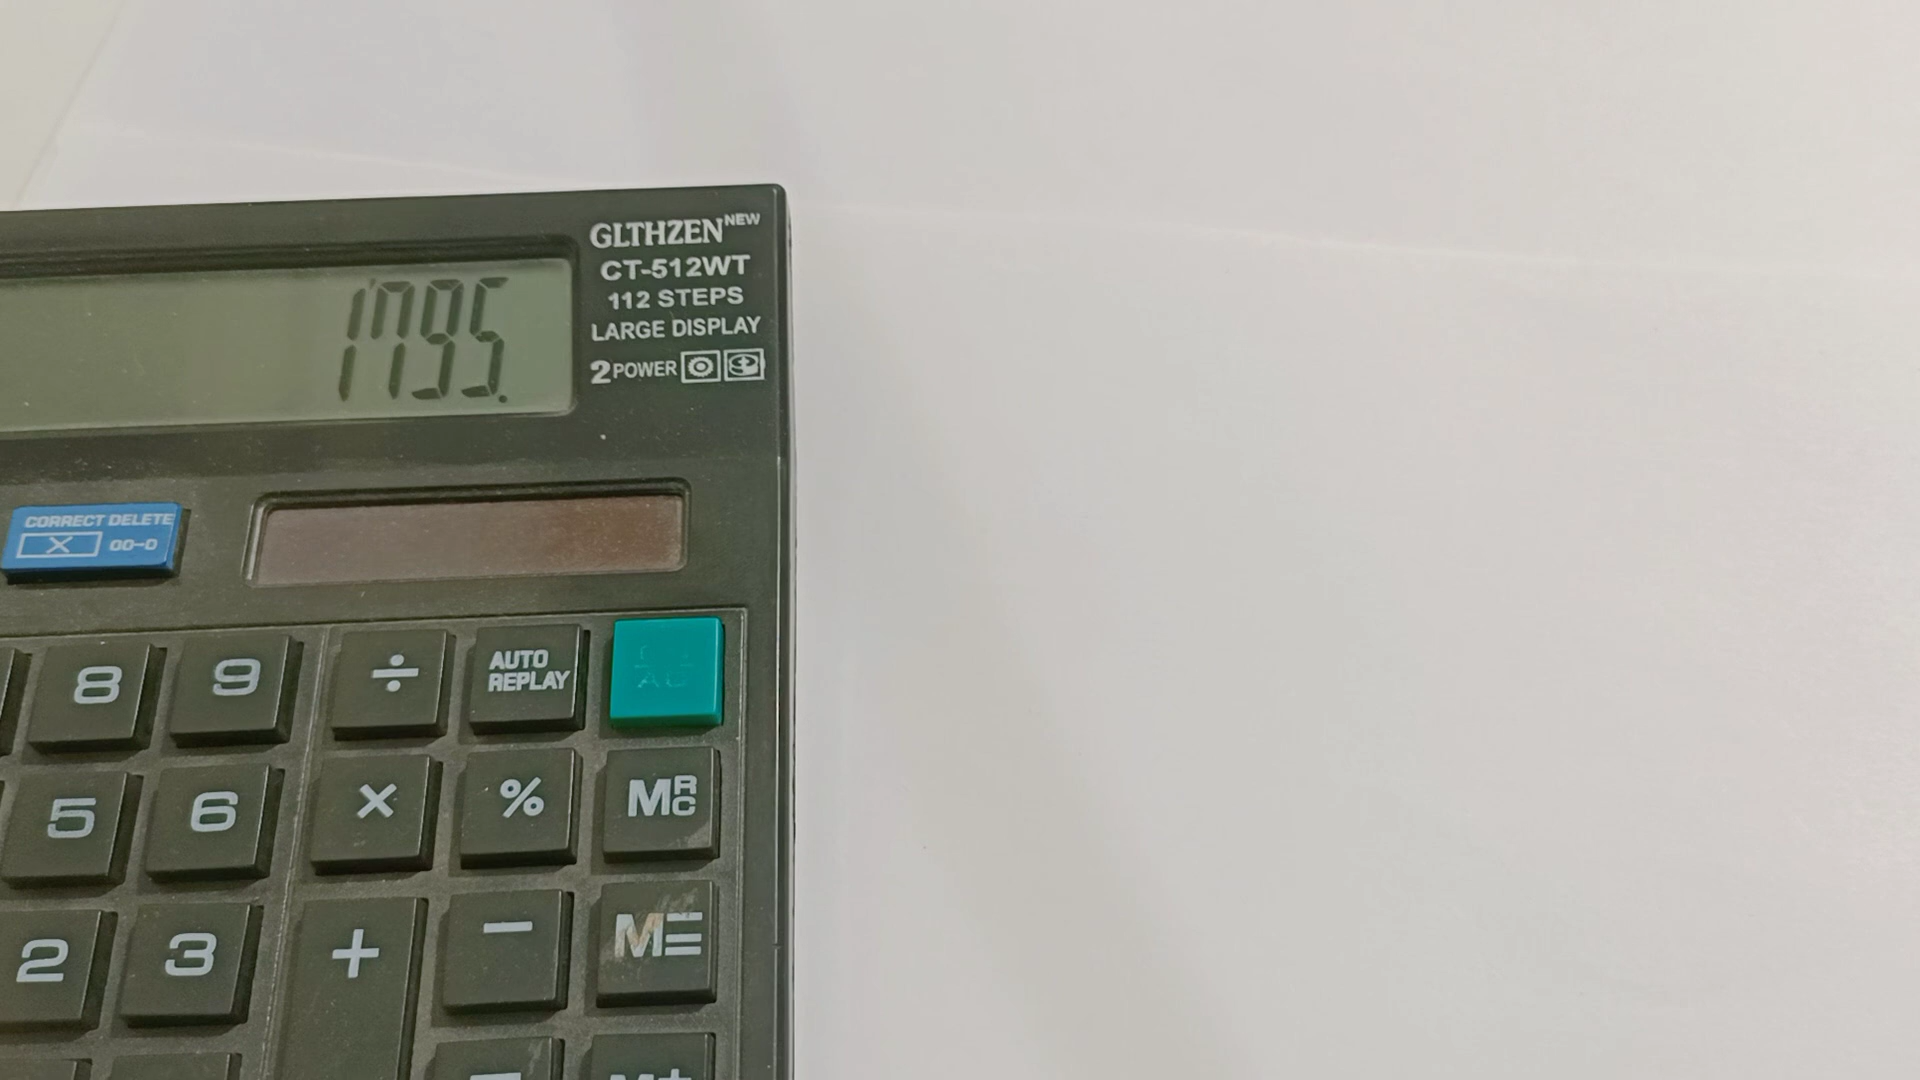 GLTHZEN NEW
CT-512WT
112 STEPS
LARGE DISPLAY
2 POWER
1795.
CORRECT DELETE
X 00→0
8 9 ÷ AUTO REPLAY AC
5 6 × % MRC
2 3 + − M=
M+